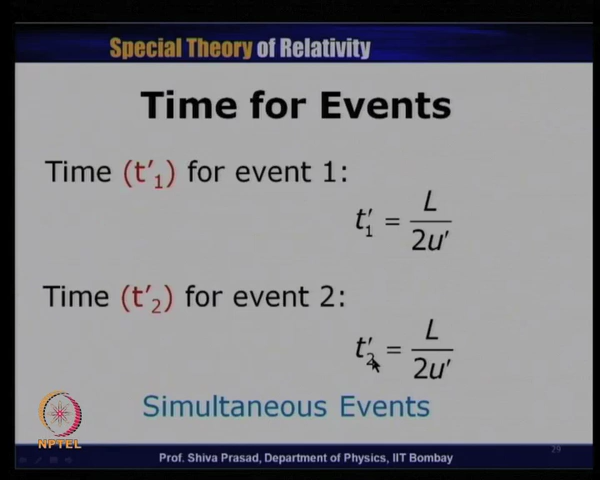 Special Theory of Relativity
Time for Events
Time (t′₁) for event 1:
t′₁ = L / 2u′
Time (t′₂) for event 2:
t′₂ = L / 2u′
Simultaneous Events
NPTEL
29
Prof. Shiva Prasad, Department of Physics, IIT Bombay